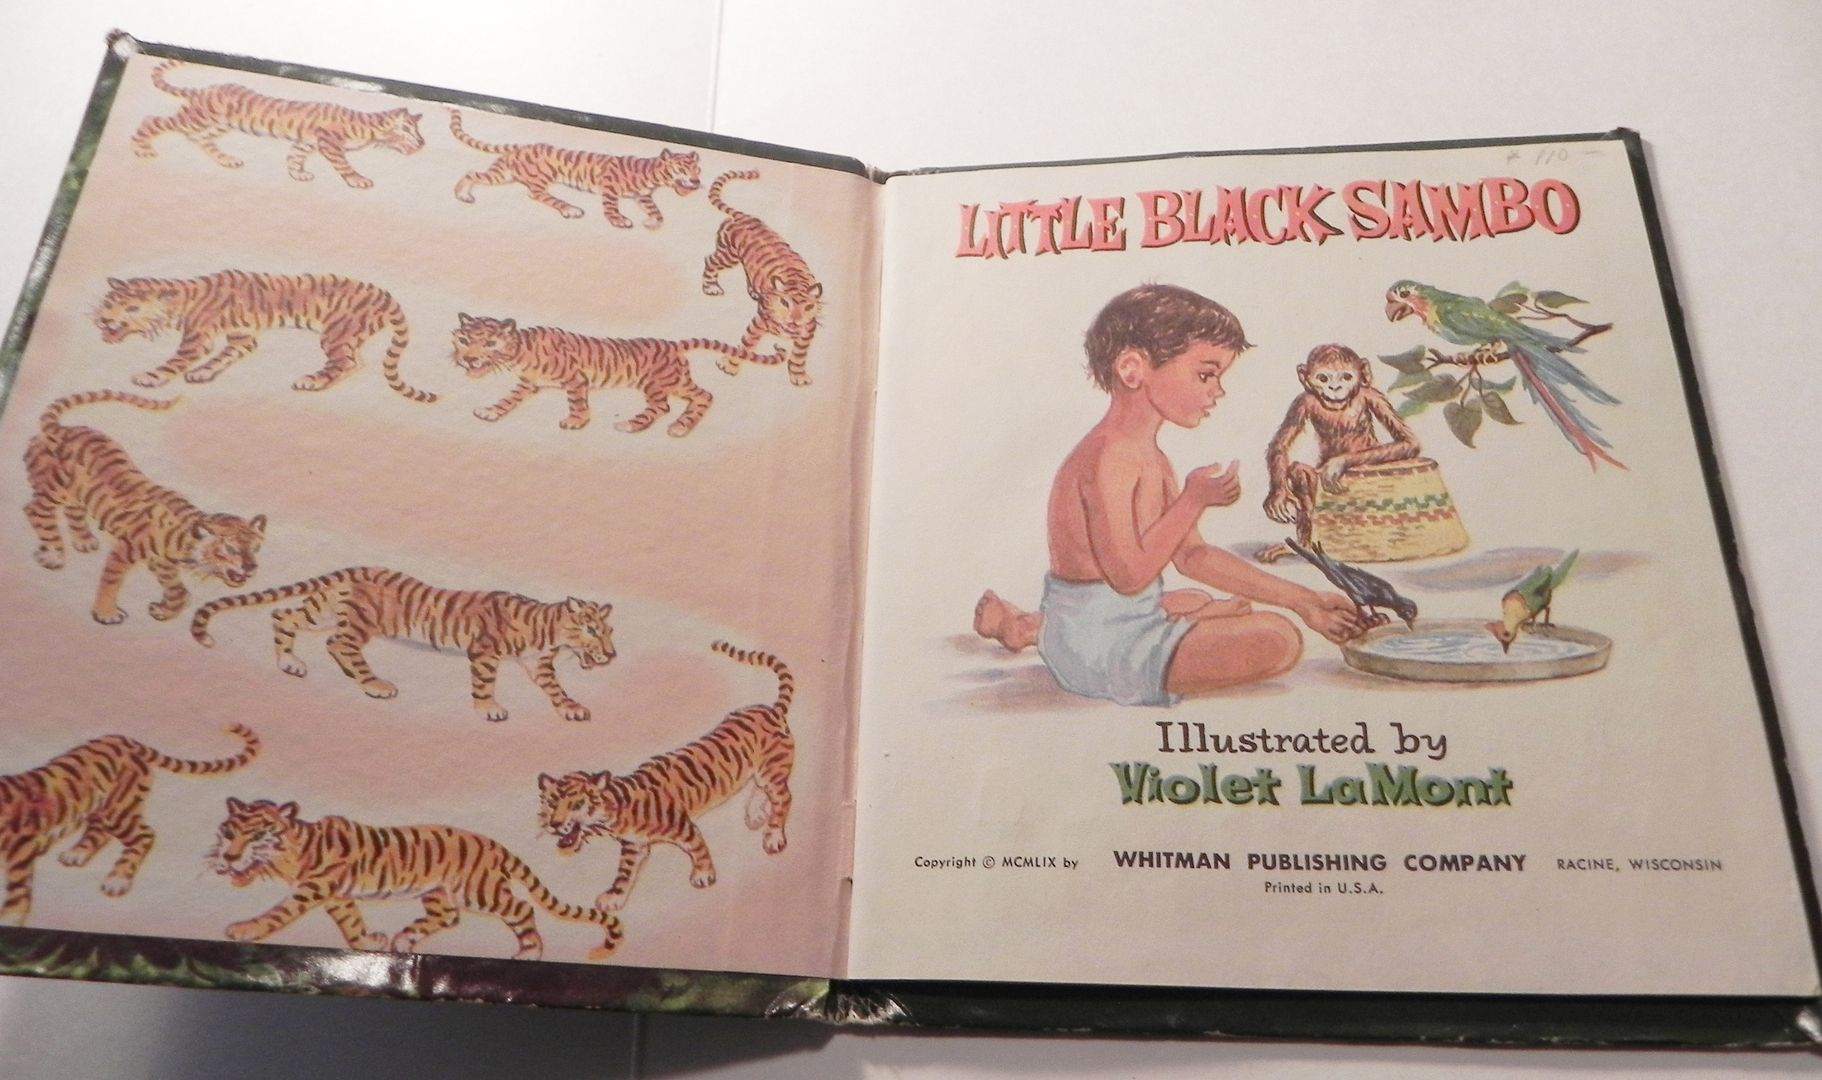 LITTLE BLACK SAMBO
Illustrated by
Violet LaMont
Copyright © MCMLIX by WHITMAN PUBLISHING COMPANY RACINE, WISCONSIN
Printed in U.S.A.